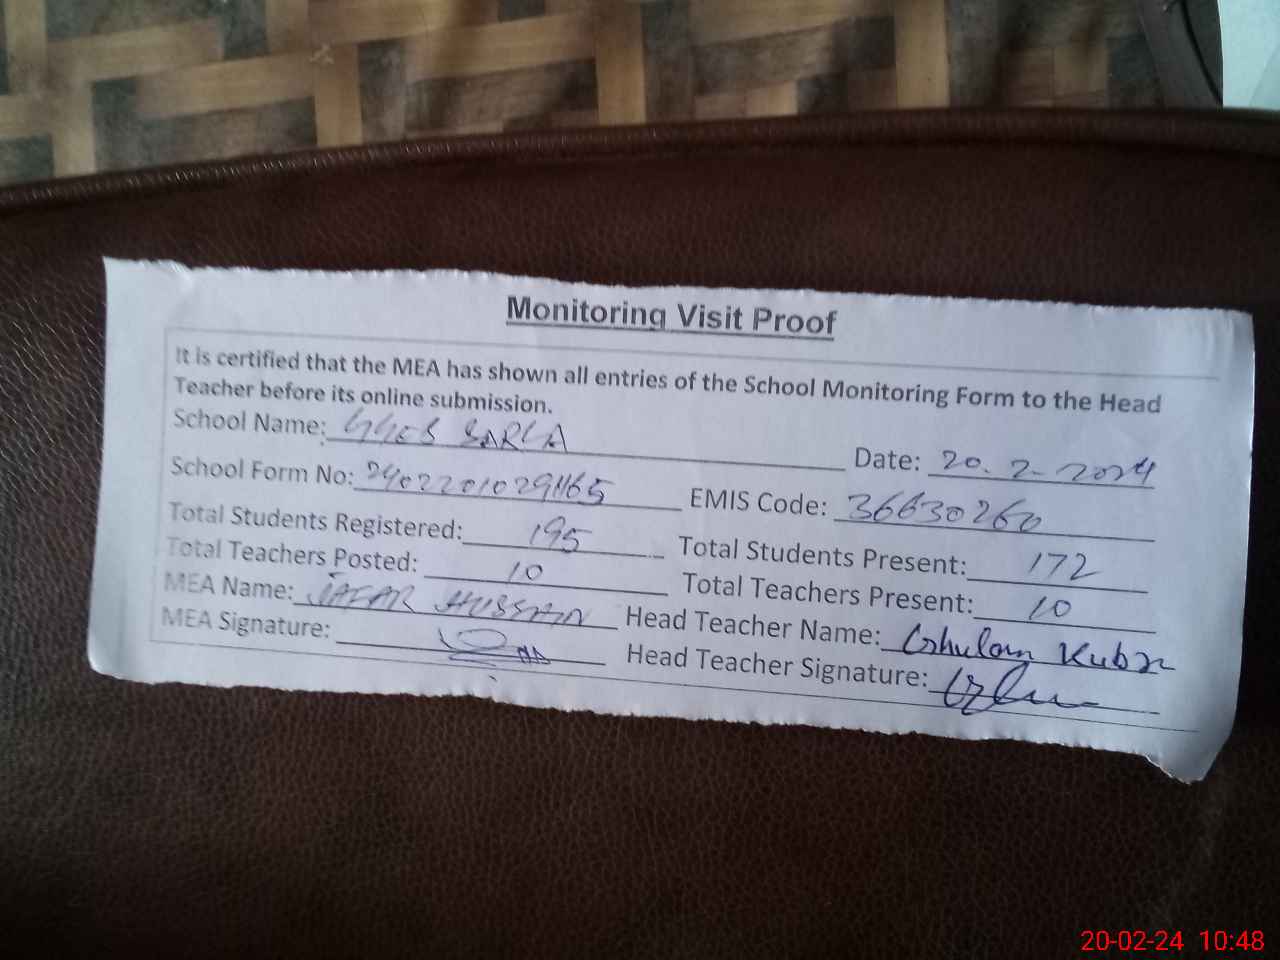 Monitoring Visit Proof
It is certified that the MEA has shown all entries of the School Monitoring Form to the Head
Teacher before its online submission.
School Name: GGES SARLA Date: 20.2-2024
School Form No: EMIS Code: 36630260
Total Students Registered: 195 Total Students Present: 172
Total Teachers Posted: 10 Total Teachers Present: 10
MEA Name: HUSSAIN Head Teacher Name: Ghulam Kubra
MEA Signature: Head Teacher Signature:
20-02-24 10:48